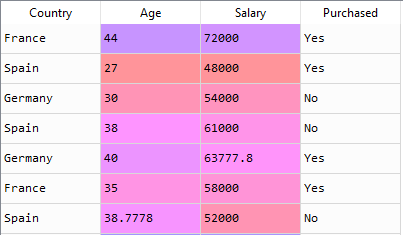 Country Age Salary Purchased
France 44 72000 Yes
Spain 27 48000 Yes
Germany 30 54000 No
Spain 38 61000 No
Germany 40 63777.8 Yes
France 35 58000 Yes
Spain 38.7778 52000 No